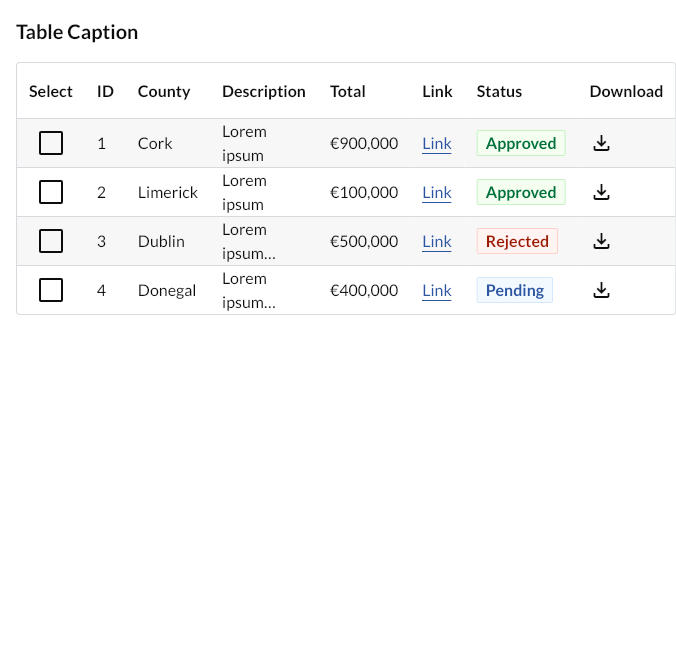 Table Caption
Select ID County Description Total Link Status Download
1 Cork Lorem ipsum €900,000 Link Approved
2 Limerick Lorem ipsum €100,000 Link Approved
3 Dublin Lorem ipsum... €500,000 Link Rejected
4 Donegal Lorem ipsum... €400,000 Link Pending